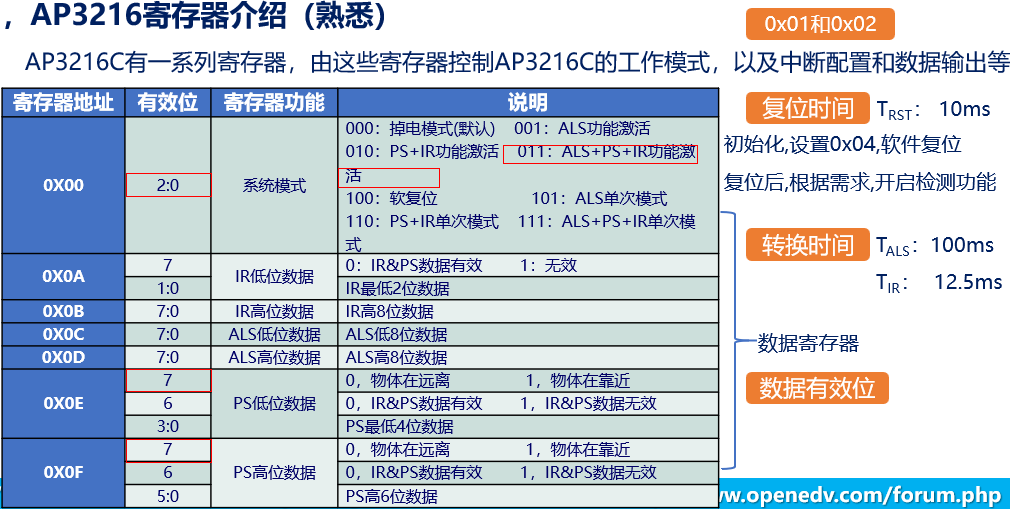 ，AP3216寄存器介绍（熟悉）
0x01和0x02
AP3216C有一系列寄存器，由这些寄存器控制AP3216C的工作模式，以及中断配置和数据输出等
寄存器地址 有效位 寄存器功能 说明
0X00 2:0 系统模式
000：掉电模式(默认) 001：ALS功能激活
010：PS+IR功能激活 011：ALS+PS+IR功能激
活
100：软复位 101：ALS单次模式
110：PS+IR单次模式 111：ALS+PS+IR单次模
式
0X0A IR低位数据
7 0：IR&PS数据有效 1：无效
1:0 IR最低2位数据
0X0B 7:0 IR高位数据 IR高8位数据
0X0C 7:0 ALS低位数据 ALS低8位数据
0X0D 7:0 ALS高位数据 ALS高8位数据
0X0E PS低位数据
7 0，物体在远离 1，物体在靠近
6 0，IR&PS数据有效 1，IR&PS数据无效
3:0 PS最低4位数据
0X0F PS高位数据
7 0，物体在远离 1，物体在靠近
6 0，IR&PS数据有效 1，IR&PS数据无效
5:0 PS高6位数据
复位时间 TRST： 10ms
初始化,设置0x04,软件复位
复位后,根据需求,开启检测功能
转换时间 TALS：100ms
TIR： 12.5ms
数据寄存器
数据有效位
www.openedv.com/forum.php